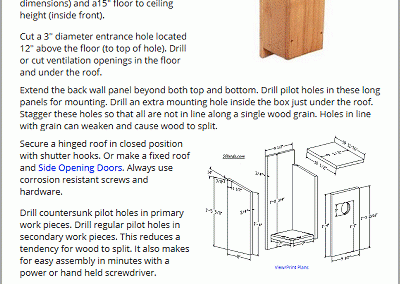 dimensions) and a15" floor to ceiling
height (inside front).
Cut a 3" diameter entrance hole located
12" above the floor (to top of hole). Drill
or cut ventilation openings in the floor
and under the roof.
Extend the back wall panel beyond both top and bottom. Drill pilot holes in these long
panels for mounting. Drill an extra mounting hole inside the box just under the roof.
Stagger these holes so that all are not in line along a single wood grain. Holes in line
with grain can weaken and cause wood to split.
Secure a hinged roof in closed position
with shutter hooks. Or make a fixed roof
and Side Opening Doors. Always use
corrosion resistant screws and
hardware.
Drill countersunk pilot holes in primary
work pieces. Drill regular pilot holes in
secondary work pieces. This reduces a
tendency for wood to split. It also makes
for easy assembly in minutes with a
power or hand held screwdriver.
View/Print Plans